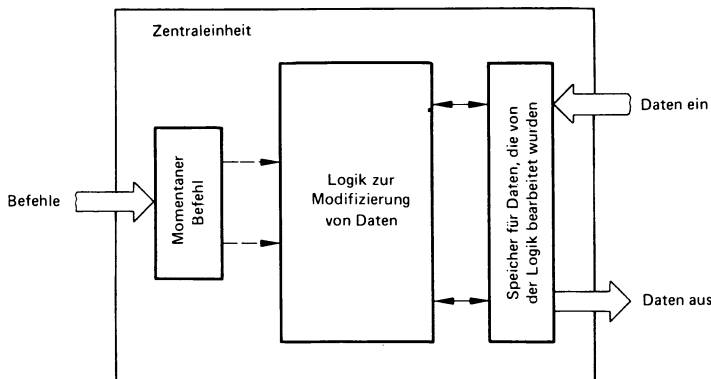 Zentraleinheit
Befehle
Momentaner
Befehl
Logik zur
Modifizierung
von Daten
Speicher für Daten, die von
der Logik bearbeitet wurden
Daten ein
Daten aus